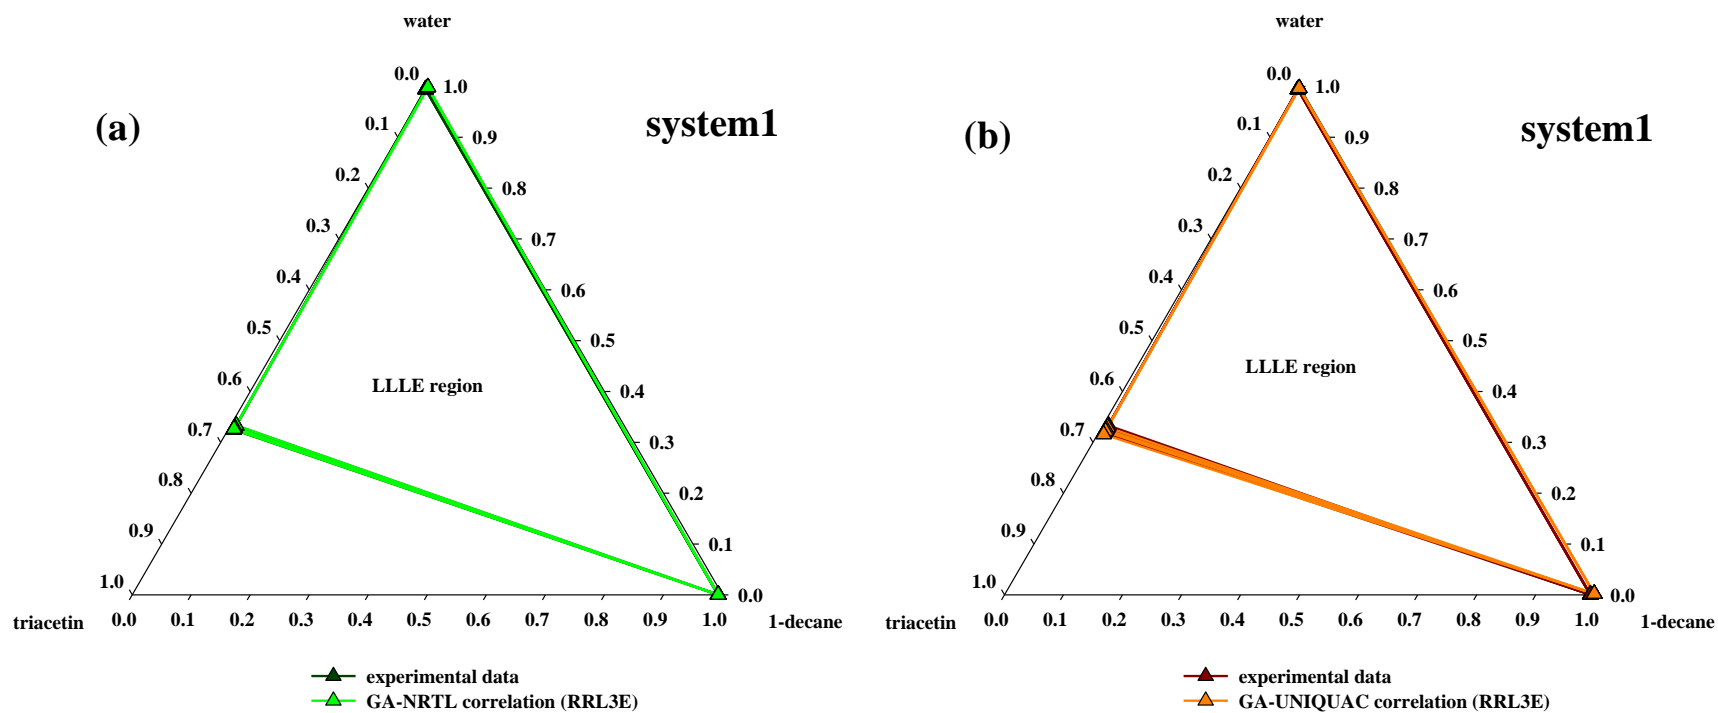 water
0.0
1.0
(a)
system1
0.1
0.9
0.2
0.8
0.3
0.7
0.4
0.6
0.5
0.5
LLLE region
0.6
0.4
0.7
0.3
0.8
0.2
0.9
0.1
1.0
0.0
triacetin
0.0 0.1 0.2 0.3 0.4 0.5 0.6 0.7 0.8 0.9 1.0
1-decane
experimental data
GA-NRTL correlation (RRL3E)
water
0.0
1.0
(b)
system1
0.1
0.9
0.2
0.8
0.3
0.7
0.4
0.6
0.5
0.5
LLLE region
0.6
0.4
0.7
0.3
0.8
0.2
0.9
0.1
1.0
0.0
triacetin
0.0 0.1 0.2 0.3 0.4 0.5 0.6 0.7 0.8 0.9 1.0
1-decane
experimental data
GA-UNIQUAC correlation (RRL3E)